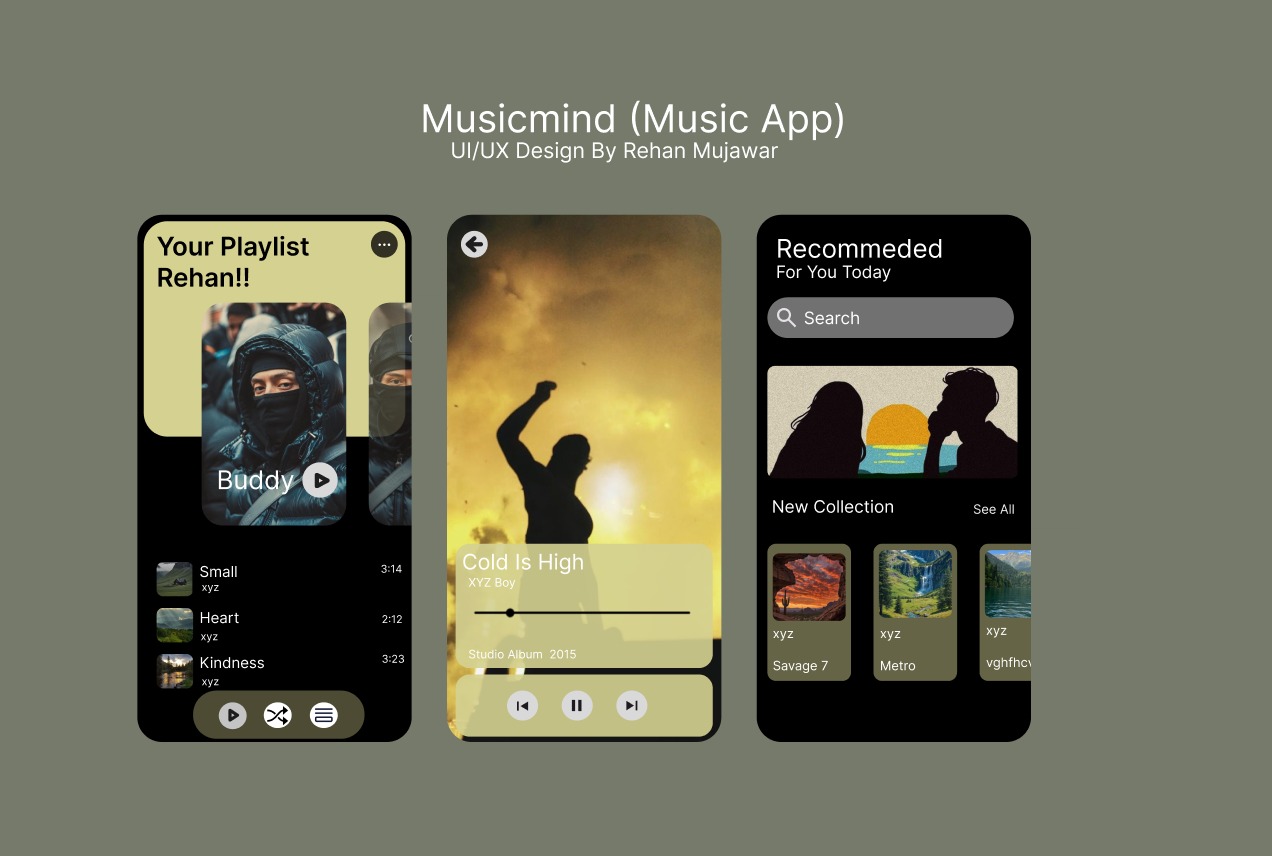 Musicmind (Music App)
UI/UX Design By Rehan Mujawar
Your Playlist
Rehan!!
Buddy
Small
xyz
3:14
Heart
xyz
2:12
Kindness
xyz
3:23
Cold Is High
XYZ Boy
Studio Album 2015
Recommeded
For You Today
Search
New Collection
See All
xyz
Savage 7
xyz
Metro
xyz
vghfhcv